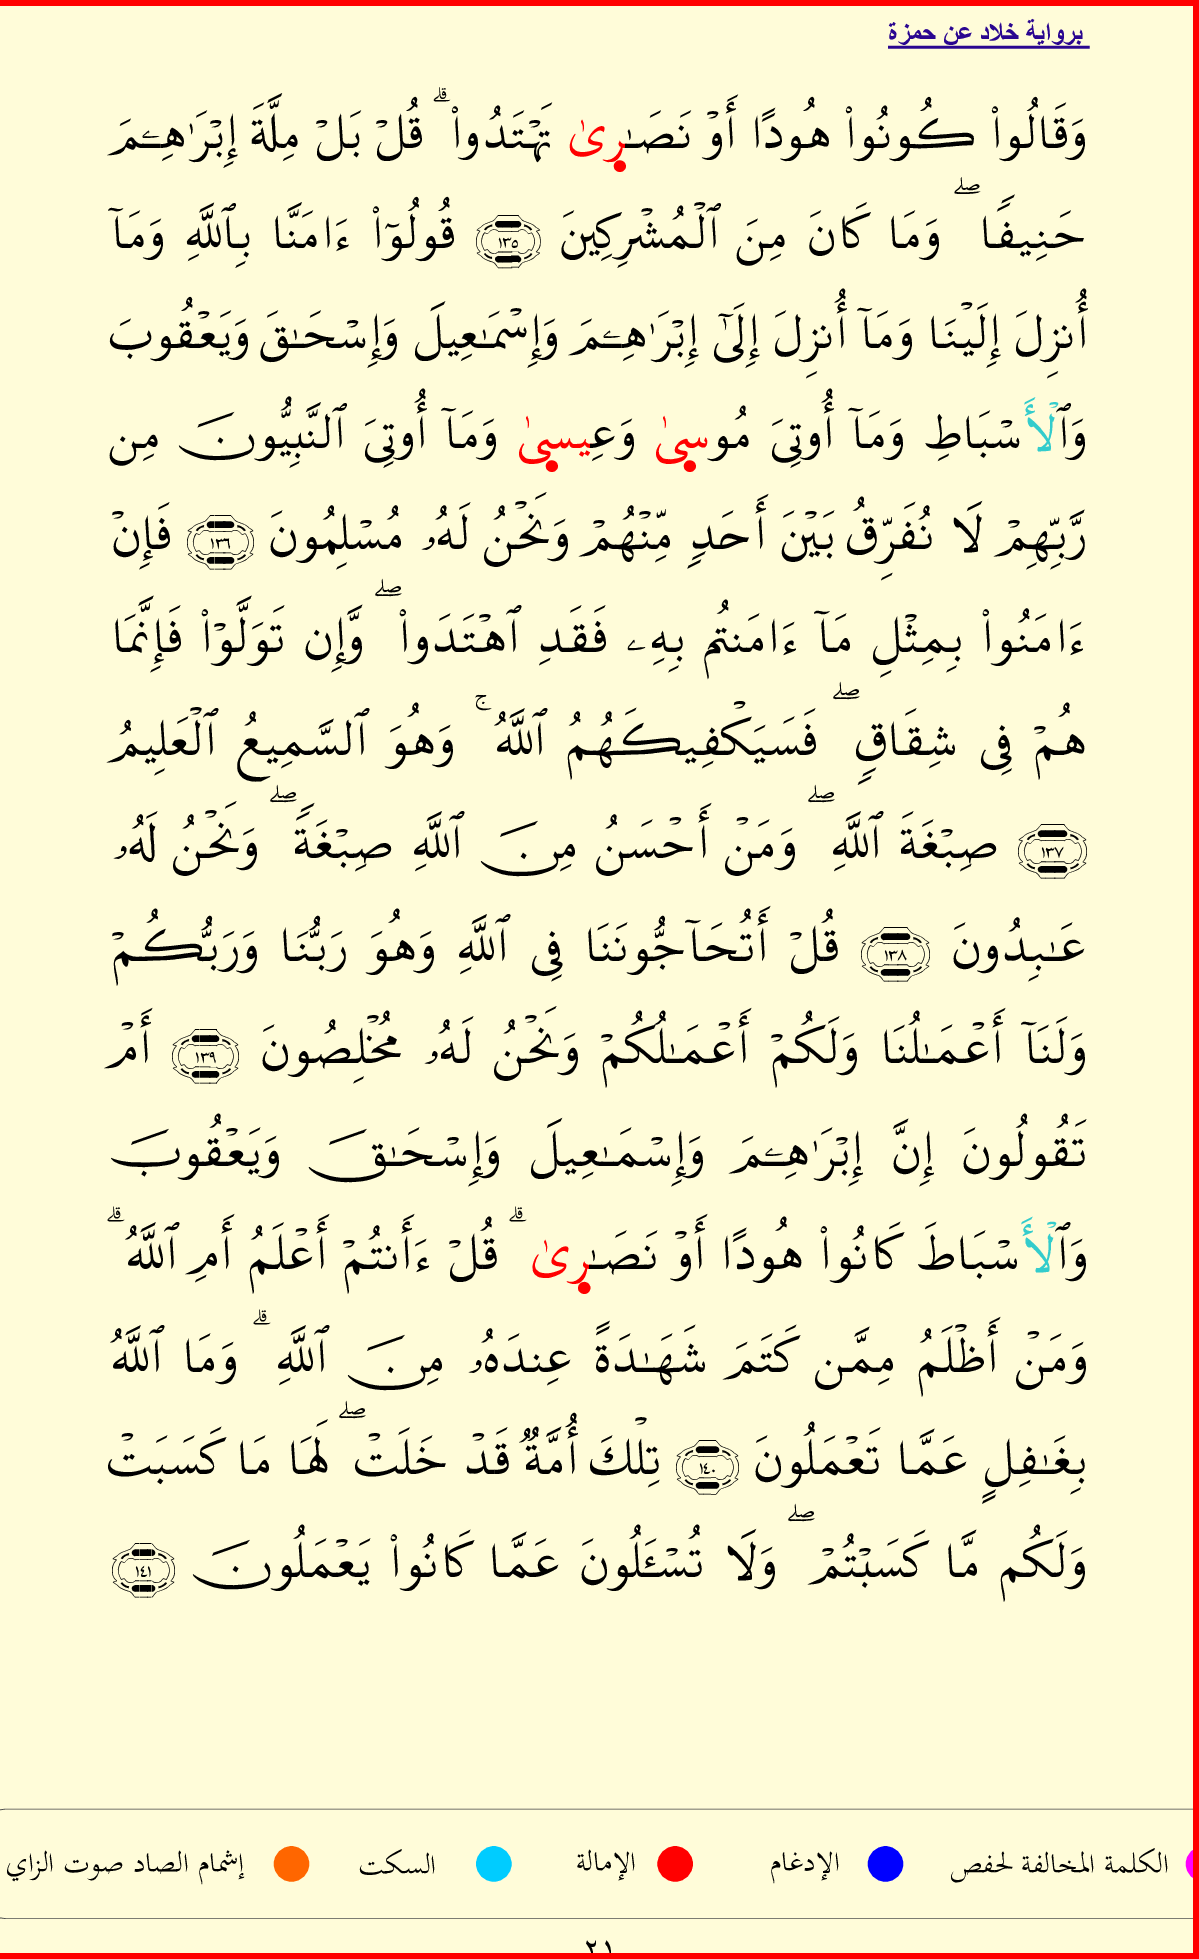 برواية خلاد عن حمزة
وَقَالُوا۟ كُونُوا۟ هُودًا أَوْ نَصَـٰرِىٰ تَهْتَدُوا۟ ۗ قُلْ بَلْ مِلَّةَ إِبْرَٰهِـۧمَ
حَنِيفًا ۖ وَمَا كَانَ مِنَ ٱلْمُشْرِكِينَ ١٣٥ قُولُوٓا۟ ءَامَنَّا بِٱللَّهِ وَمَآ
أُنزِلَ إِلَيْنَا وَمَآ أُنزِلَ إِلَىٰٓ إِبْرَٰهِـۧمَ وَإِسْمَـٰعِيلَ وَإِسْحَـٰقَ وَيَعْقُوبَ
وَٱلْأَسْبَاطِ وَمَآ أُوتِىَ مُوسِىٰ وَعِيسِىٰ وَمَآ أُوتِىَ ٱلنَّبِيُّونَ مِن
رَّبِّهِمْ لَا نُفَرِّقُ بَيْنَ أَحَدٍ مِّنْهُمْ وَنَحْنُ لَهُۥ مُسْلِمُونَ ١٣٦ فَإِنْ
ءَامَنُوا۟ بِمِثْلِ مَآ ءَامَنتُم بِهِۦ فَقَدِ ٱهْتَدَوا۟ ۖ وَّإِن تَوَلَّوْا۟ فَإِنَّمَا
هُمْ فِى شِقَاقٍ ۖ فَسَيَكْفِيكَهُمُ ٱللَّهُ ۚ وَهُوَ ٱلسَّمِيعُ ٱلْعَلِيمُ
١٣٧ صِبْغَةَ ٱللَّهِ ۖ وَمَنْ أَحْسَنُ مِنَ ٱللَّهِ صِبْغَةً ۖ وَنَحْنُ لَهُۥ
عَـٰبِدُونَ ١٣٨ قُلْ أَتُحَآجُّونَنَا فِى ٱللَّهِ وَهُوَ رَبُّنَا وَرَبُّكُمْ
وَلَنَآ أَعْمَـٰلُنَا وَلَكُمْ أَعْمَـٰلُكُمْ وَنَحْنُ لَهُۥ مُخْلِصُونَ ١٣٩ أَمْ
تَقُولُونَ إِنَّ إِبْرَٰهِـۧمَ وَإِسْمَـٰعِيلَ وَإِسْحَـٰقَ وَيَعْقُوبَ
وَٱلْأَسْبَاطَ كَانُوا۟ هُودًا أَوْ نَصَـٰرِىٰ ۗ قُلْ ءَأَنتُمْ أَعْلَمُ أَمِ ٱللَّهُ ۗ
وَمَنْ أَظْلَمُ مِمَّن كَتَمَ شَهَـٰدَةً عِندَهُۥ مِنَ ٱللَّهِ ۗ وَمَا ٱللَّهُ
بِغَـٰفِلٍ عَمَّا تَعْمَلُونَ ١٤٠ تِلْكَ أُمَّةٌ قَدْ خَلَتْ ۖ لَهَا مَا كَسَبَتْ
وَلَكُم مَّا كَسَبْتُمْ ۖ وَلَا تُسْـَٔلُونَ عَمَّا كَانُوا۟ يَعْمَلُونَ ١٤١
الكلمة المخالفة لحفص الإدغام الإمالة السكت إشمام الصاد صوت الزاي
٢١